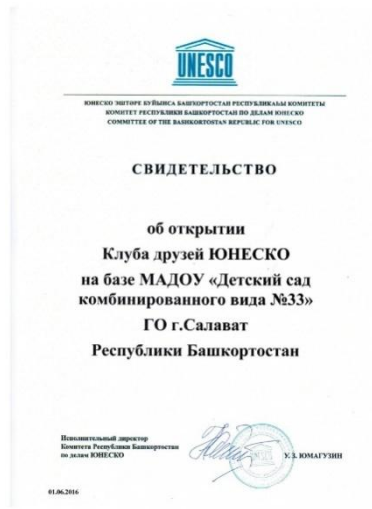 UNESCO
ЮНЕСКО ЭШТӘРЕ БУЙЫНСА БАШҠОРТОСТАН РЕСПУБЛИКАҺЫ КОМИТЕТЫ
КОМИТЕТ РЕСПУБЛИКИ БАШКОРТОСТАН ПО ДЕЛАМ ЮНЕСКО
COMMITTEE OF THE BASHKORTOSTAN REPUBLIC FOR UNESCO
СВИДЕТЕЛЬСТВО
об открытии
Клуба друзей ЮНЕСКО
на базе МАДОУ «Детский сад
комбинированного вида №33»
ГО г.Салават
Республики Башкортостан
Исполнительный директор
Комитета Республики Башкортостан
по делам ЮНЕСКО
У. З. ЮМАГУЗИН
01.06.2016